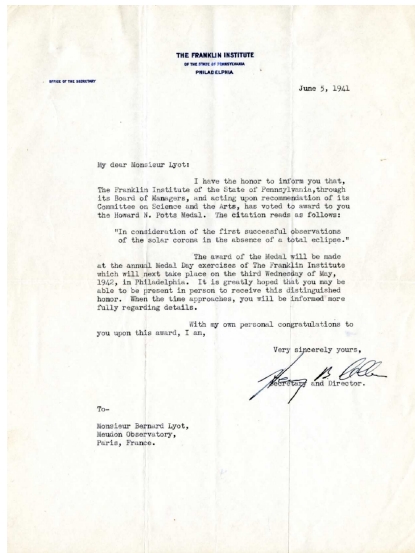 THE FRANKLIN INSTITUTE
OF THE STATE OF PENNSYLVANIA
PHILADELPHIA
OFFICE OF THE SECRETARY
June 5, 1941
My dear Monsieur Lyot:
I have the honor to inform you that,
The Franklin Institute of the State of Pennsylvania,through
its Board of Managers, and acting upon recommendation of its
Committee on Science and the Arts, has voted to award to you
the Howard N. Potts Medal. The citation reads as follows:
"In consideration of the first successful observations
of the solar corona in the absence of a total eclipse."
The award of the Medal will be made
at the annual Medal Day exercises of The Franklin Institute
which will next take place on the third Wednesday of May,
1942, in Philadelphia. It is greatly hoped that you may be
able to be present in person to receive this distinguished
honor. When the time approaches, you will be informed more
fully regarding details.
With my own personal congratulations to
you upon this award, I am,
Very sincerely yours,
Secretary and Director.
To-
Monsieur Bernard Lyot,
Meudon Observatory,
Paris, France.